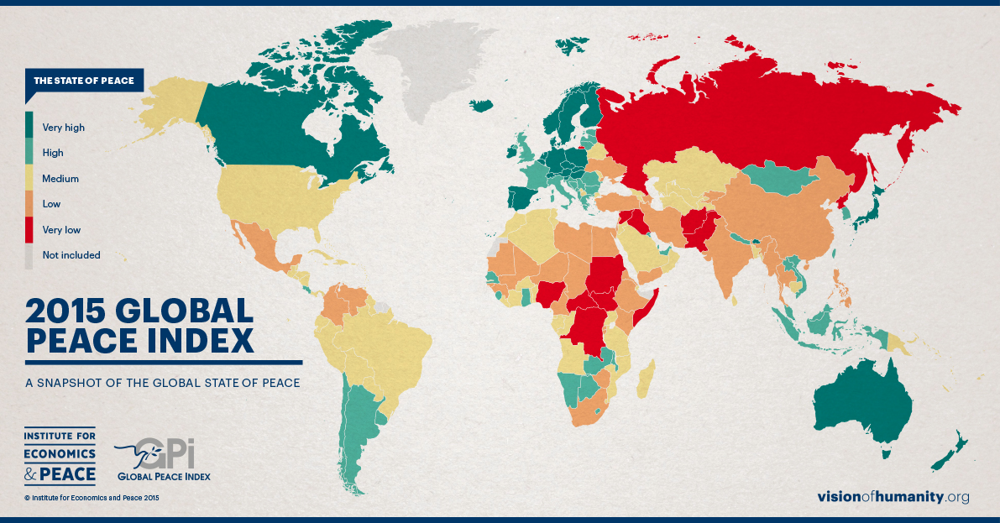 THE STATE OF PEACE
Very high
High
Medium
Low
Very low
Not included
2015 GLOBAL
PEACE INDEX
A SNAPSHOT OF THE GLOBAL STATE OF PEACE
INSTITUTE FOR
ECONOMICS
& PEACE
GPi
GLOBAL PEACE INDEX
© Institute for Economics and Peace 2015
visionofhumanity.org